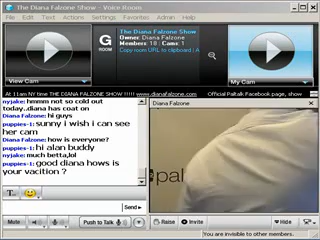 The Diana Falzone Show - Voice Room
File Edit Text Actions Settings Favorites Admin Help
The Diana Falzone Show
Owner: Diana Falzone
Members: 10 | Cams: 1
Copy room URL to clipboard | A
G
ROOM
View Cam
My Cam
At 11am NY time THE DIANA FALZONE SHOW !!!!! www.dianafalzone.com Official Paltalk Facebook page, show
nyjake: hmmm not so cold out
today..diana has coat on
Diana Falzone: hi guys
puppies-1: sunny i wish i can see
her cam
Diana Falzone: how is everyone?
puppies-1: hi alan buddy
nyjake: much betta,lol
puppies-1: good diana hows is
your vacition ?
Diana Falzone
pal
Send
Mute
Push to Talk
Raise
Invite
Hide
You are invisible to other members.